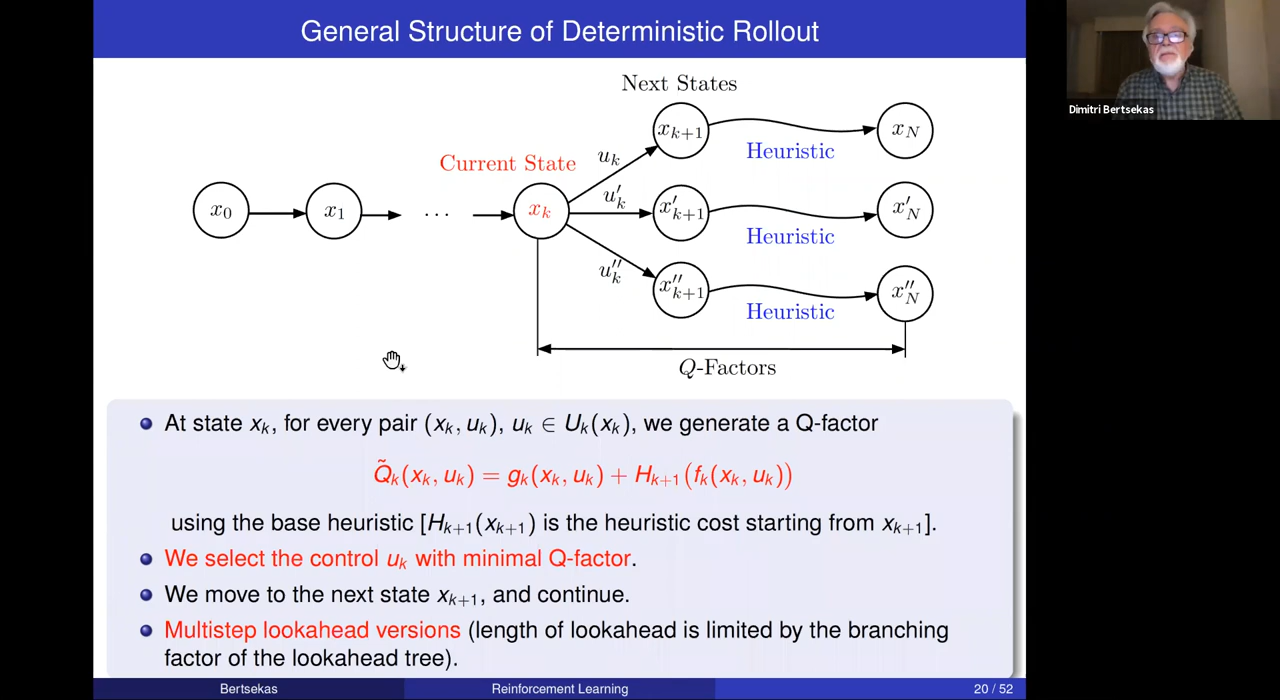 General Structure of Deterministic Rollout
Dimitri Bertsekas
Next States
Current State
x₀ x₁ ··· xₖ
uₖ xₖ₊₁ Heuristic x_N
u′ₖ x′ₖ₊₁ Heuristic x′_N
u″ₖ x″ₖ₊₁ Heuristic x″_N
Q-Factors
At state xₖ, for every pair (xₖ, uₖ), uₖ ∈ Uₖ(xₖ), we generate a Q-factor
Q̃ₖ(xₖ, uₖ) = gₖ(xₖ, uₖ) + Hₖ₊₁(fₖ(xₖ, uₖ))
using the base heuristic [Hₖ₊₁(xₖ₊₁) is the heuristic cost starting from xₖ₊₁].
We select the control uₖ with minimal Q-factor.
We move to the next state xₖ₊₁, and continue.
Multistep lookahead versions (length of lookahead is limited by the branching
factor of the lookahead tree).
Bertsekas Reinforcement Learning 20 / 52